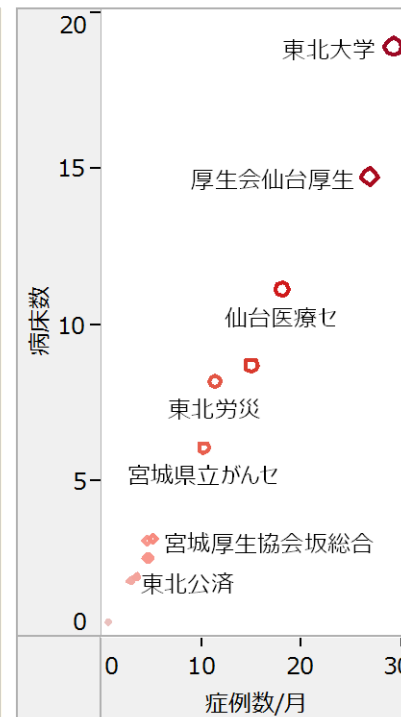 20
東北大学
15
厚生会仙台厚生
10
仙台医療セ
病床数
東北労災
宮城県立がんセ
5
宮城厚生協会坂総合
東北公済
0
0 10 30
症例数/月